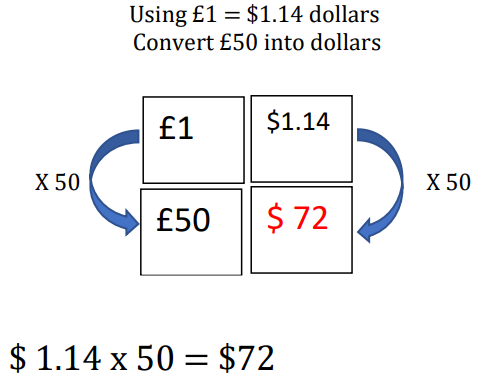 Using £1 = $1.14 dollars
Convert £50 into dollars
£1
$1.14
X 50
X 50
£50
$ 72
$ 1.14 x 50 = $72